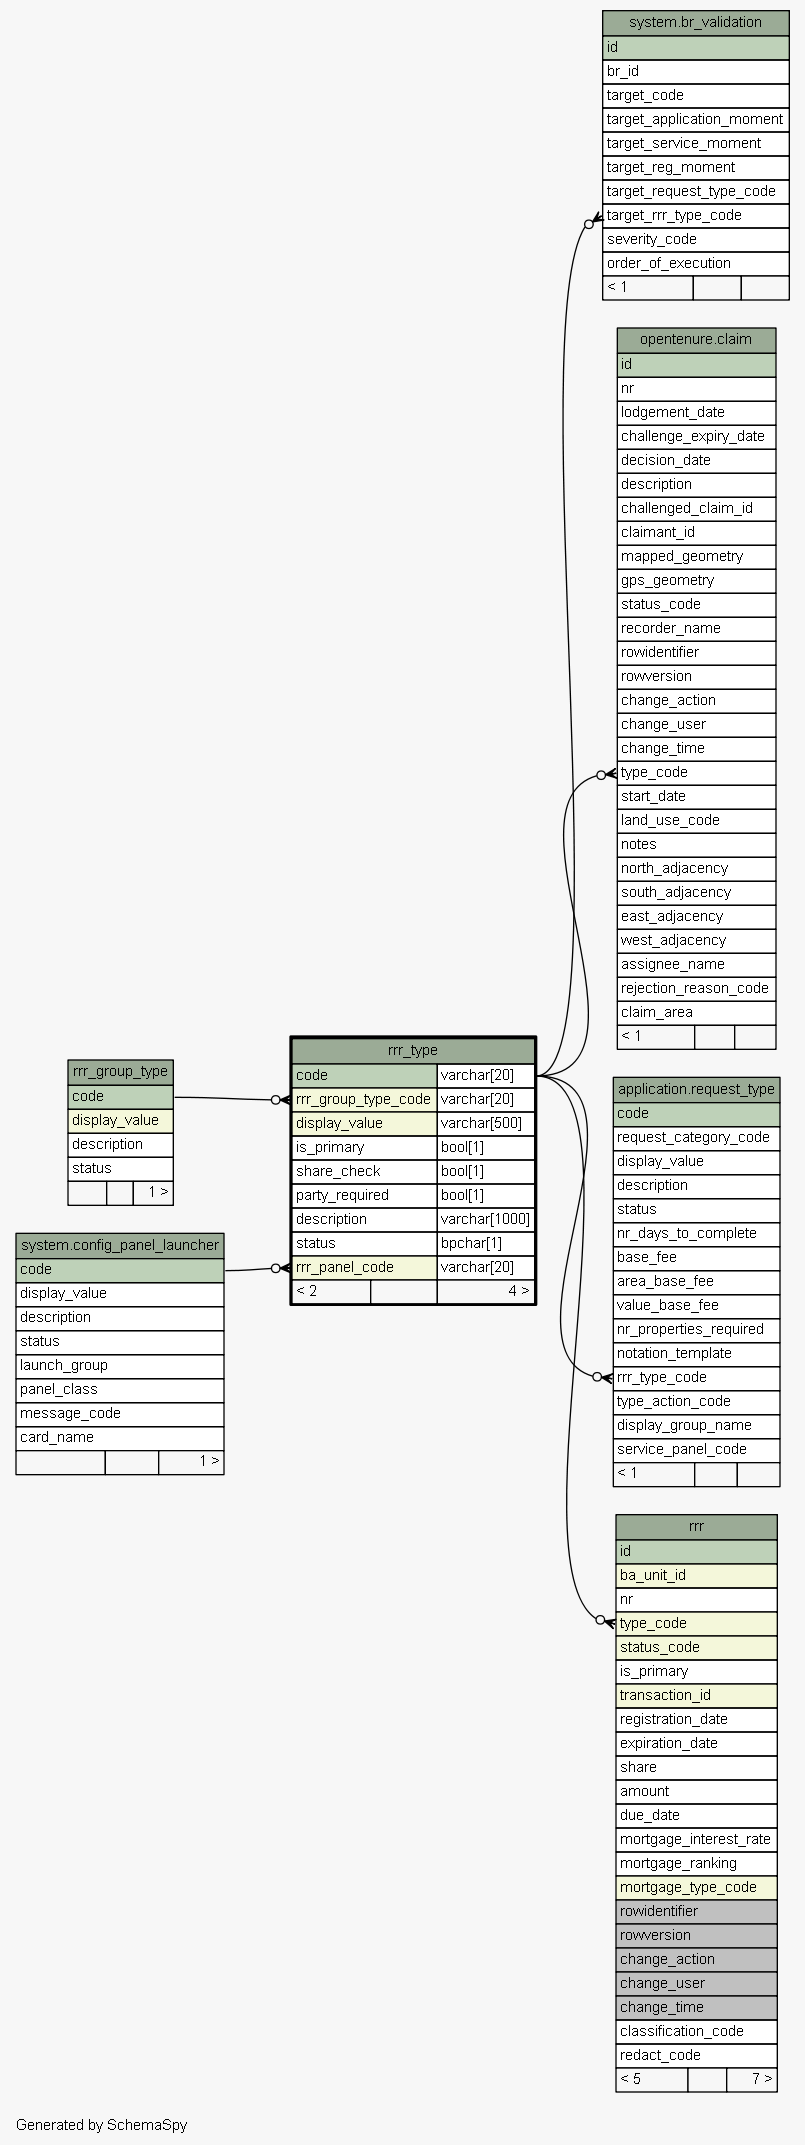 system.br_validation
id
br_id
target_code
target_application_moment
target_service_moment
target_reg_moment
target_request_type_code
target_rrr_type_code
severity_code
order_of_execution
< 1
opentenure.claim
id
nr
lodgement_date
challenge_expiry_date
decision_date
description
challenged_claim_id
claimant_id
mapped_geometry
gps_geometry
status_code
recorder_name
rowidentifier
rowversion
change_action
change_user
change_time
type_code
start_date
land_use_code
notes
north_adjacency
south_adjacency
east_adjacency
west_adjacency
assignee_name
rejection_reason_code
claim_area
< 1
rrr_group_type
code
display_value
description
status
1 >
system.config_panel_launcher
code
display_value
description
status
launch_group
panel_class
message_code
card_name
1 >
rrr_type
code varchar[20]
rrr_group_type_code varchar[20]
display_value varchar[500]
is_primary bool[1]
share_check bool[1]
party_required bool[1]
description varchar[1000]
status bpchar[1]
rrr_panel_code varchar[20]
< 2 4 >
application.request_type
code
request_category_code
display_value
description
status
nr_days_to_complete
base_fee
area_base_fee
value_base_fee
nr_properties_required
notation_template
rrr_type_code
type_action_code
display_group_name
service_panel_code
< 1
rrr
id
ba_unit_id
nr
type_code
status_code
is_primary
transaction_id
registration_date
expiration_date
share
amount
due_date
mortgage_interest_rate
mortgage_ranking
mortgage_type_code
rowidentifier
rowversion
change_action
change_user
change_time
classification_code
redact_code
< 5 7 >
Generated by SchemaSpy